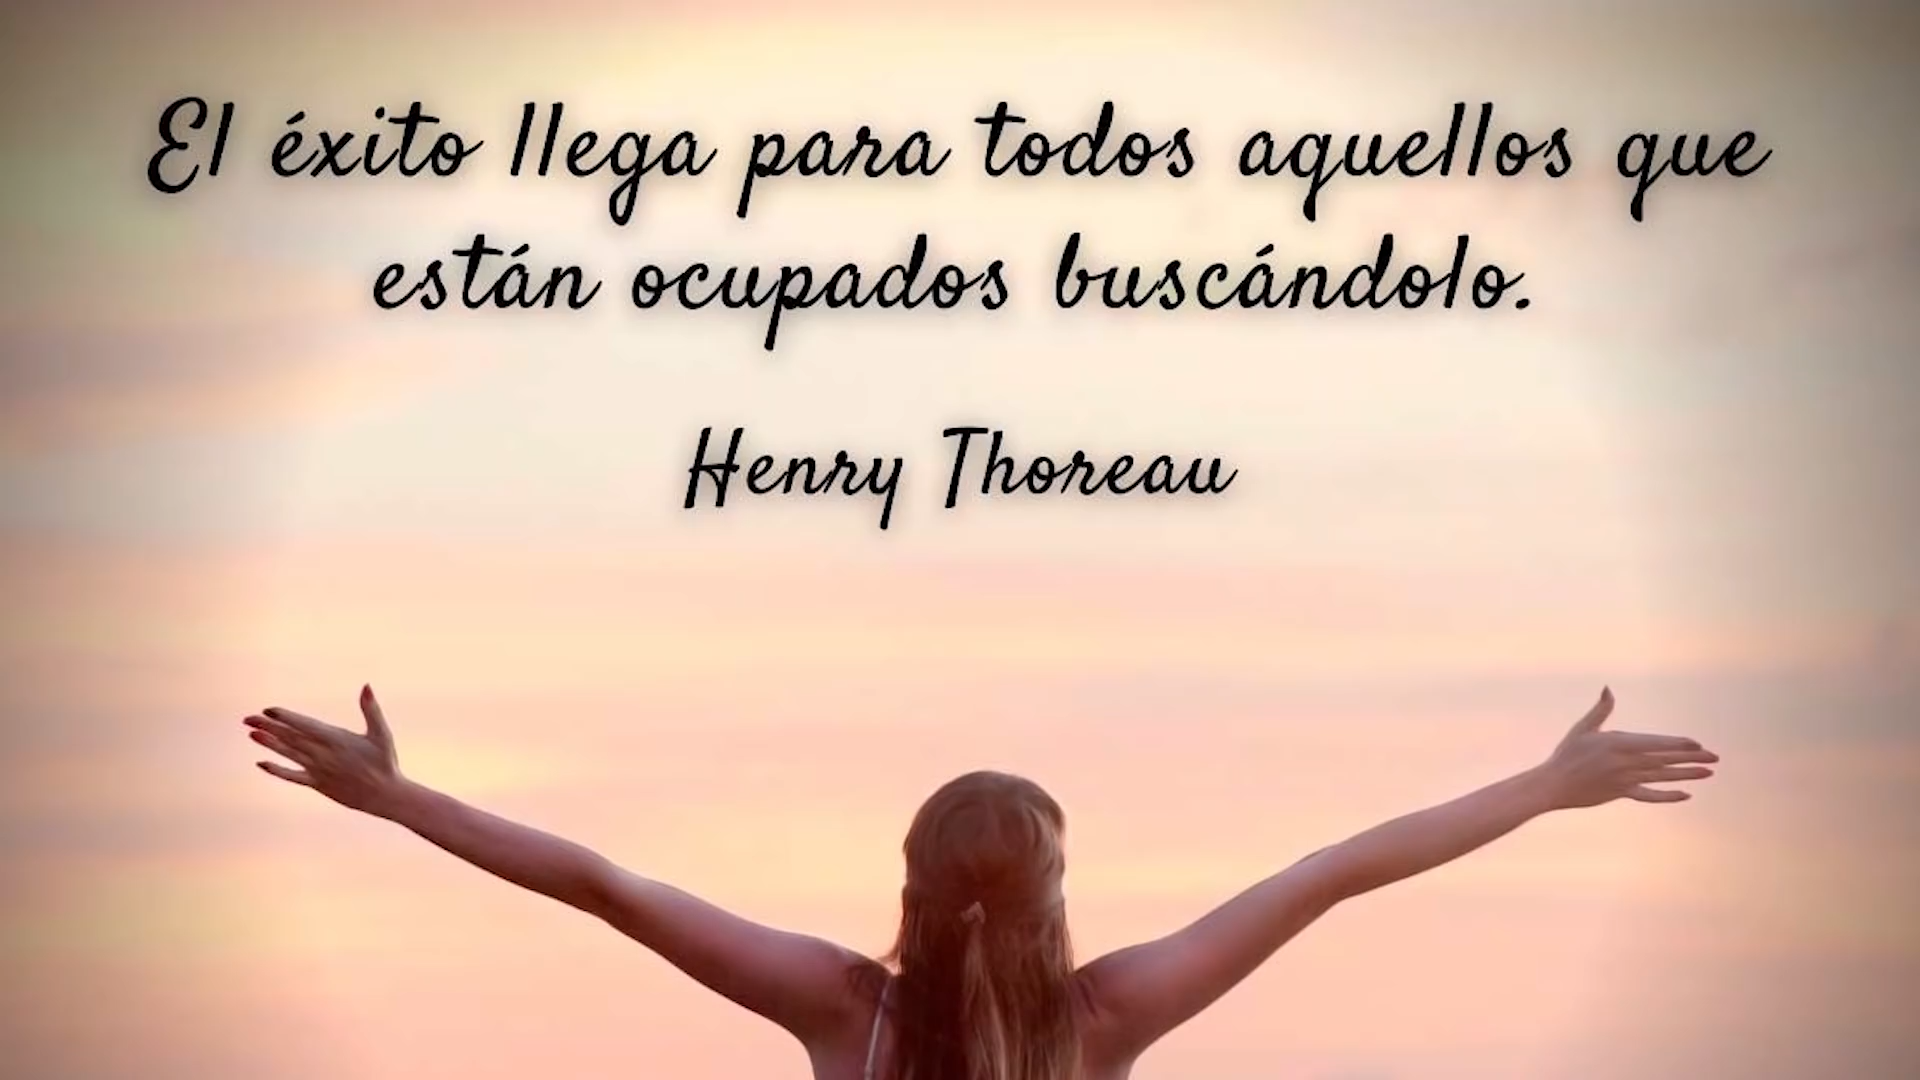 El éxito llega para todos aquellos que
están ocupados buscándolo.
Henry Thoreau